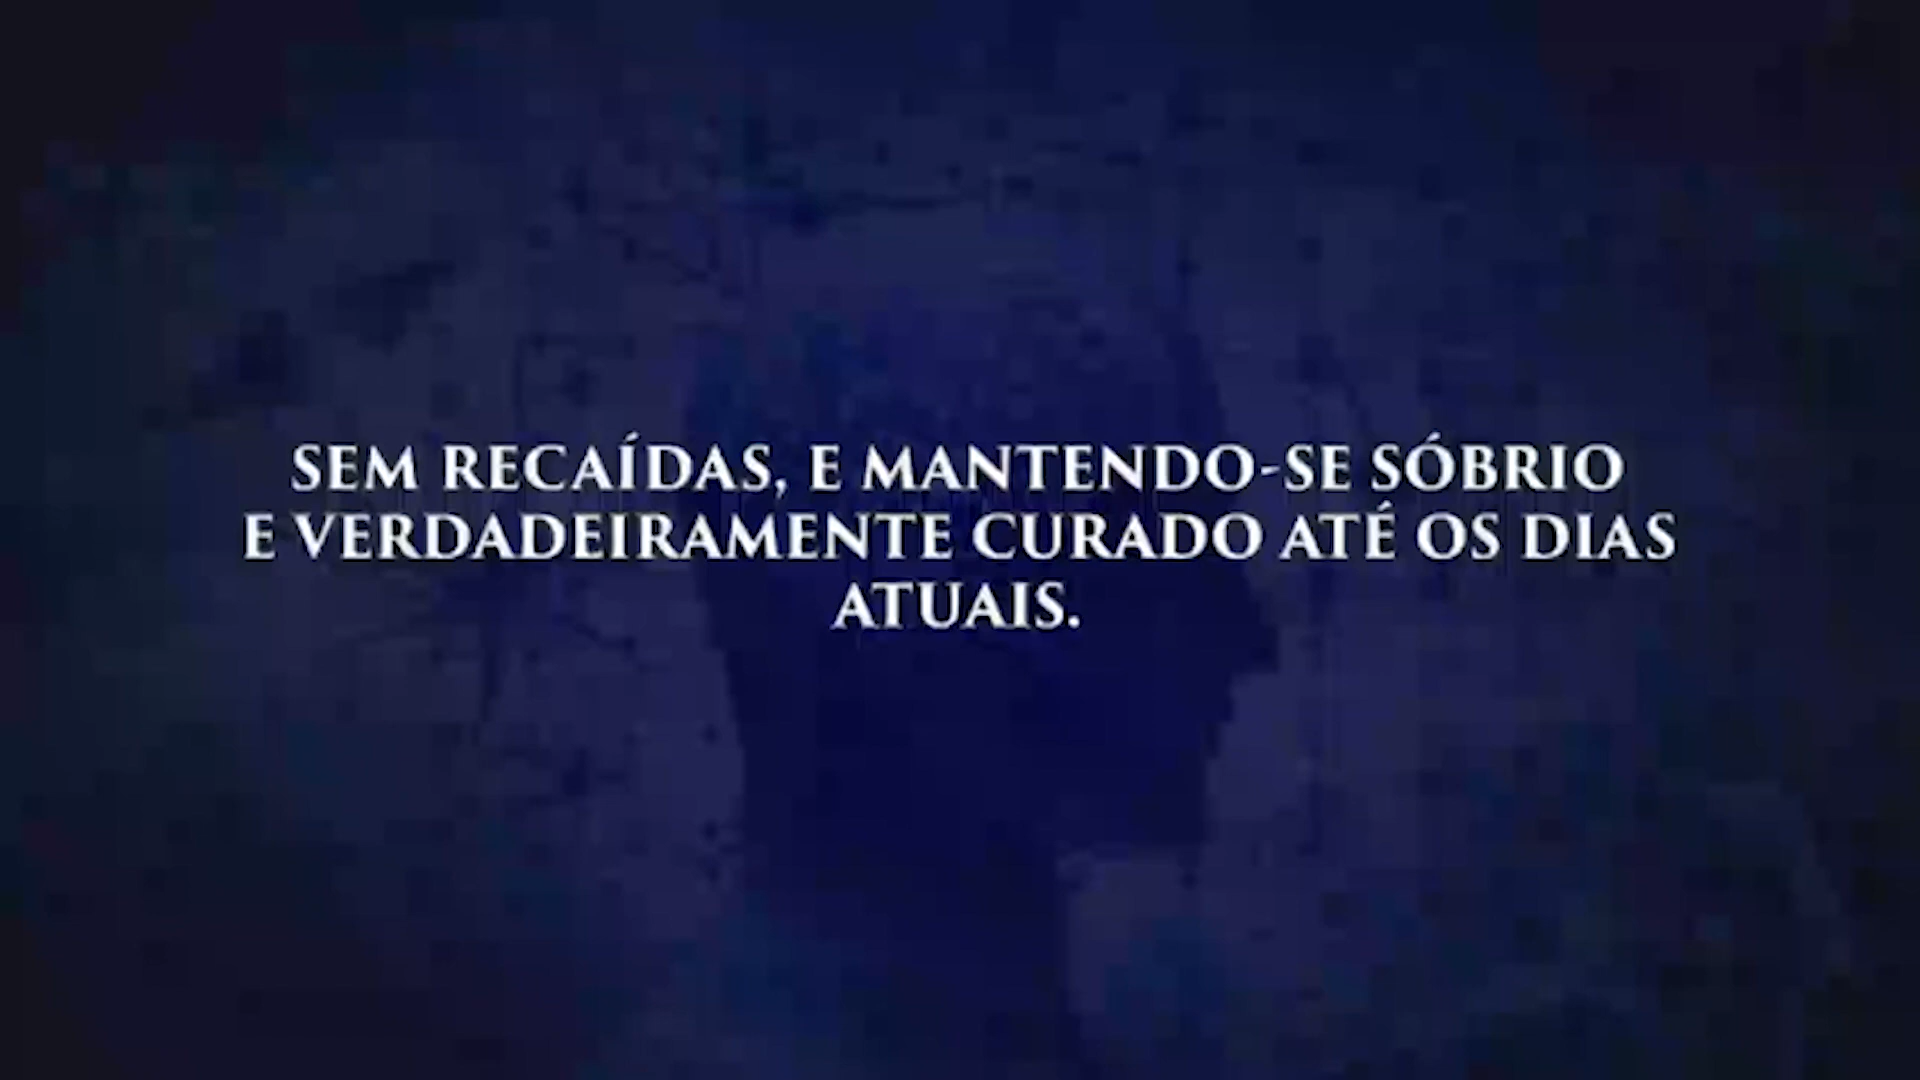 SEM RECAÍDAS, E MANTENDO-SE SÓBRIO
E VERDADEIRAMENTE CURADO ATÉ OS DIAS
ATUAIS.